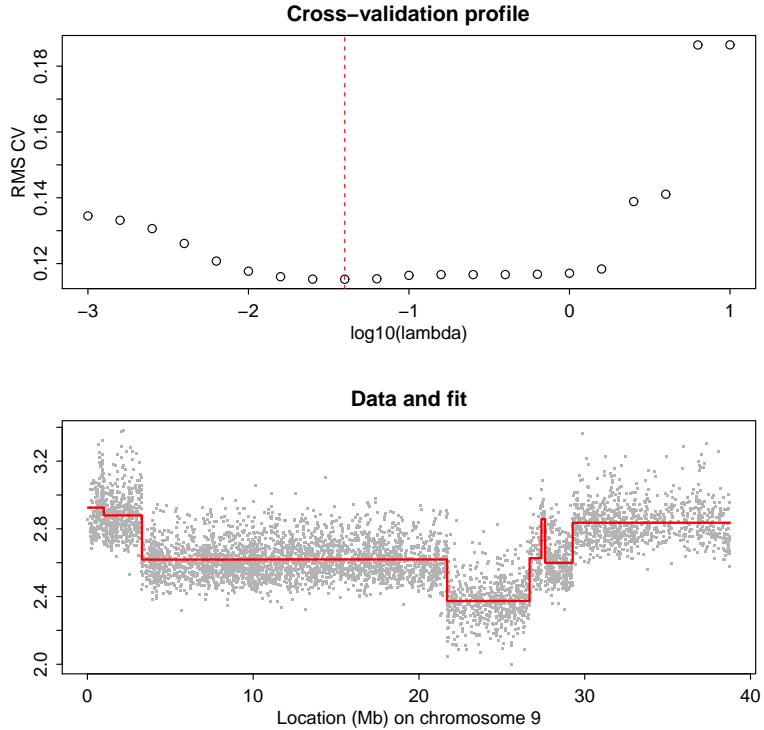 Cross−validation profile
RMS CV
0.18
0.16
0.14
0.12
−3 −2 −1 0 1
log10(lambda)
Data and fit
3.2
2.8
2.4
2.0
0 10 20 30 40
Location (Mb) on chromosome 9